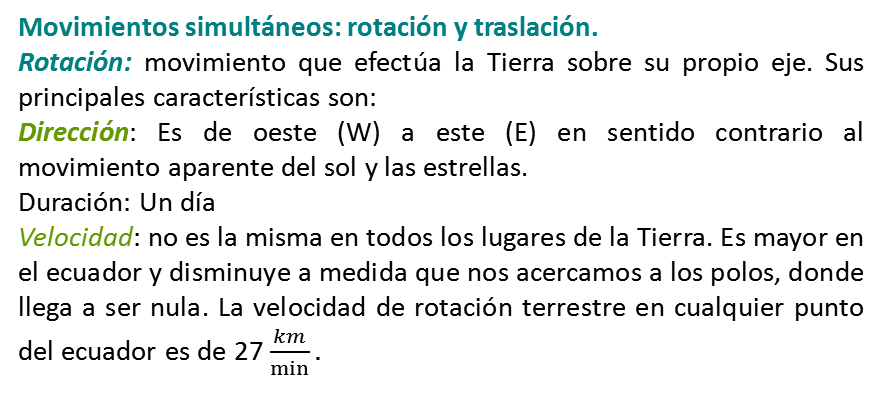 Movimientos simultáneos: rotación y traslación.
Rotación: movimiento que efectúa la Tierra sobre su propio eje. Sus
principales características son:
Dirección: Es de oeste (W) a este (E) en sentido contrario al
movimiento aparente del sol y las estrellas.
Duración: Un día
Velocidad: no es la misma en todos los lugares de la Tierra. Es mayor en
el ecuador y disminuye a medida que nos acercamos a los polos, donde
llega a ser nula. La velocidad de rotación terrestre en cualquier punto
del ecuador es de 27 km/min.